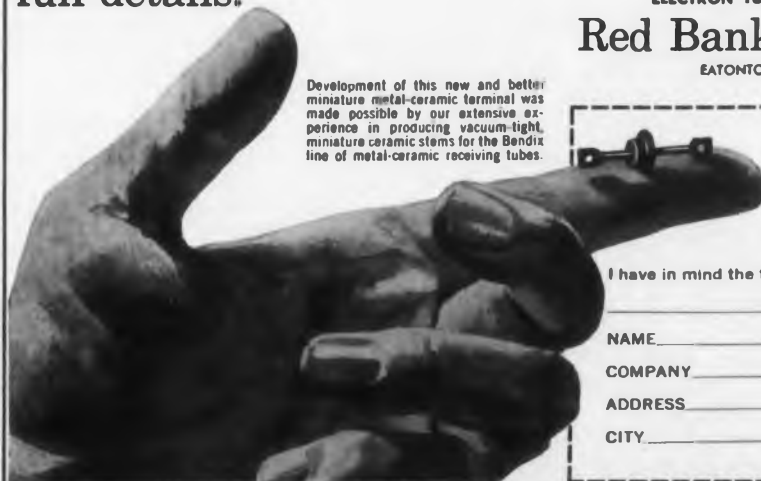 full details.
Red Bank
EATONTO
Development of this new and better
miniature metal-ceramic terminal was
made possible by our extensive ex-
perience in producing vacuum-tight,
miniature ceramic stems for the Bendix
line of metal-ceramic receiving tubes.
I have in mind the
NAME
COMPANY
ADDRESS
CITY